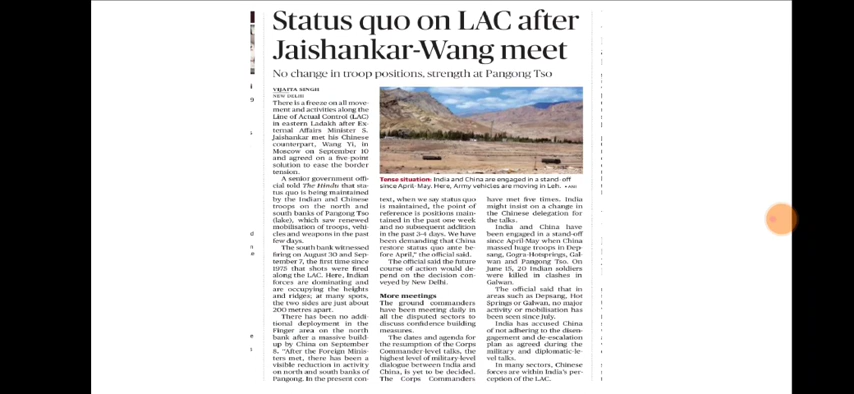 Status quo on LAC after
Jaishankar-Wang meet
No change in troop positions, strength at Pangong Tso
VIJAITA SINGH
NEW DELHI
There is a freeze on all move-
ment and activities along the
Line of Actual Control (LAC)
in eastern Ladakh after Ex-
ternal Affairs Minister S.
Jaishankar met his Chinese
counterpart, Wang Yi, in
Moscow on September 10
and agreed on a five-point
solution to ease the border
tension.
A senior government offi-
cial told The Hindu that sta-
tus quo is being maintained
by the Indian and Chinese
troops on the north and
south banks of Pangong Tso
(lake), which saw renewed
mobilisation of troops, vehi-
cles and weapons in the past
few days.
The south bank witnessed
firing on August 30 and Sep-
tember 7, the first time since
1975 that shots were fired
along the LAC. Here, Indian
forces are dominating and
are occupying the heights
and ridges; at many spots,
the two sides are just about
200 metres apart.
There has been no addi-
tional deployment in the
Finger area on the north
bank after a massive build-
up by China on September
8. “After the Foreign Minis-
ters met, there has been a
visible reduction in activity
on north and south banks of
Pangong. In the present con-
Tense situation: India and China are engaged in a stand-off
since April-May. Here, Army vehicles are moving in Leh. • ANI
text, when we say status quo
is maintained, the point of
reference is positions main-
tained in the past one week
and no subsequent addition
in the past 3-4 days. We have
been demanding that China
restore status quo ante be-
fore April,” the official said.
The official said the future
course of action would de-
pend on the decision con-
veyed by New Delhi.
More meetings
The ground commanders
have been meeting daily in
all the disputed sectors to
discuss confidence building
measures.
The dates and agenda for
the resumption of the Corps
Commander-level talks, the
highest level of military-level
dialogue between India and
China, is yet to be decided.
The Corps Commanders
have met five times. India
might insist on a change in
the Chinese delegation for
the talks.
India and China have
been engaged in a stand-off
since April-May when China
massed huge troops in Dep-
sang, Gogra-Hotsprings, Gal-
wan and Pangong Tso. On
June 15, 20 Indian soldiers
were killed in clashes in
Galwan.
The official said that in
areas such as Depsang, Hot
Springs or Galwan, no major
activity or mobilisation has
been seen since July.
India has accused China
of not adhering to the disen-
gagement and de-escalation
plan as agreed during the
military and diplomatic-le-
vel talks.
In many sectors, Chinese
forces are within India's per-
ception of the LAC.